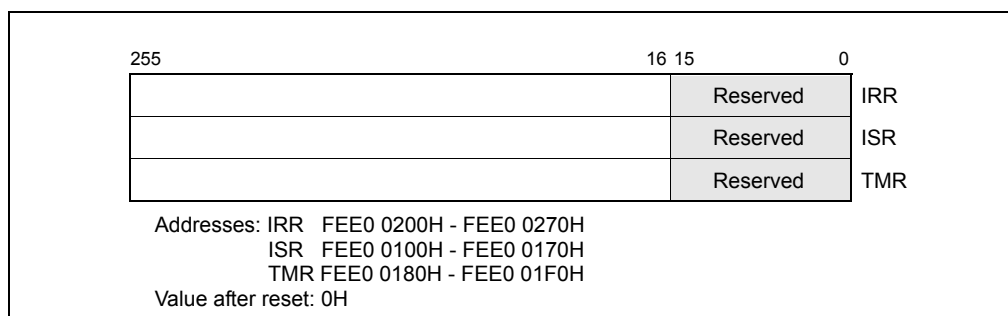 255 16 15 0
Reserved IRR
Reserved ISR
Reserved TMR
Addresses: IRR FEE0 0200H - FEE0 0270H
ISR FEE0 0100H - FEE0 0170H
TMR FEE0 0180H - FEE0 01F0H
Value after reset: 0H